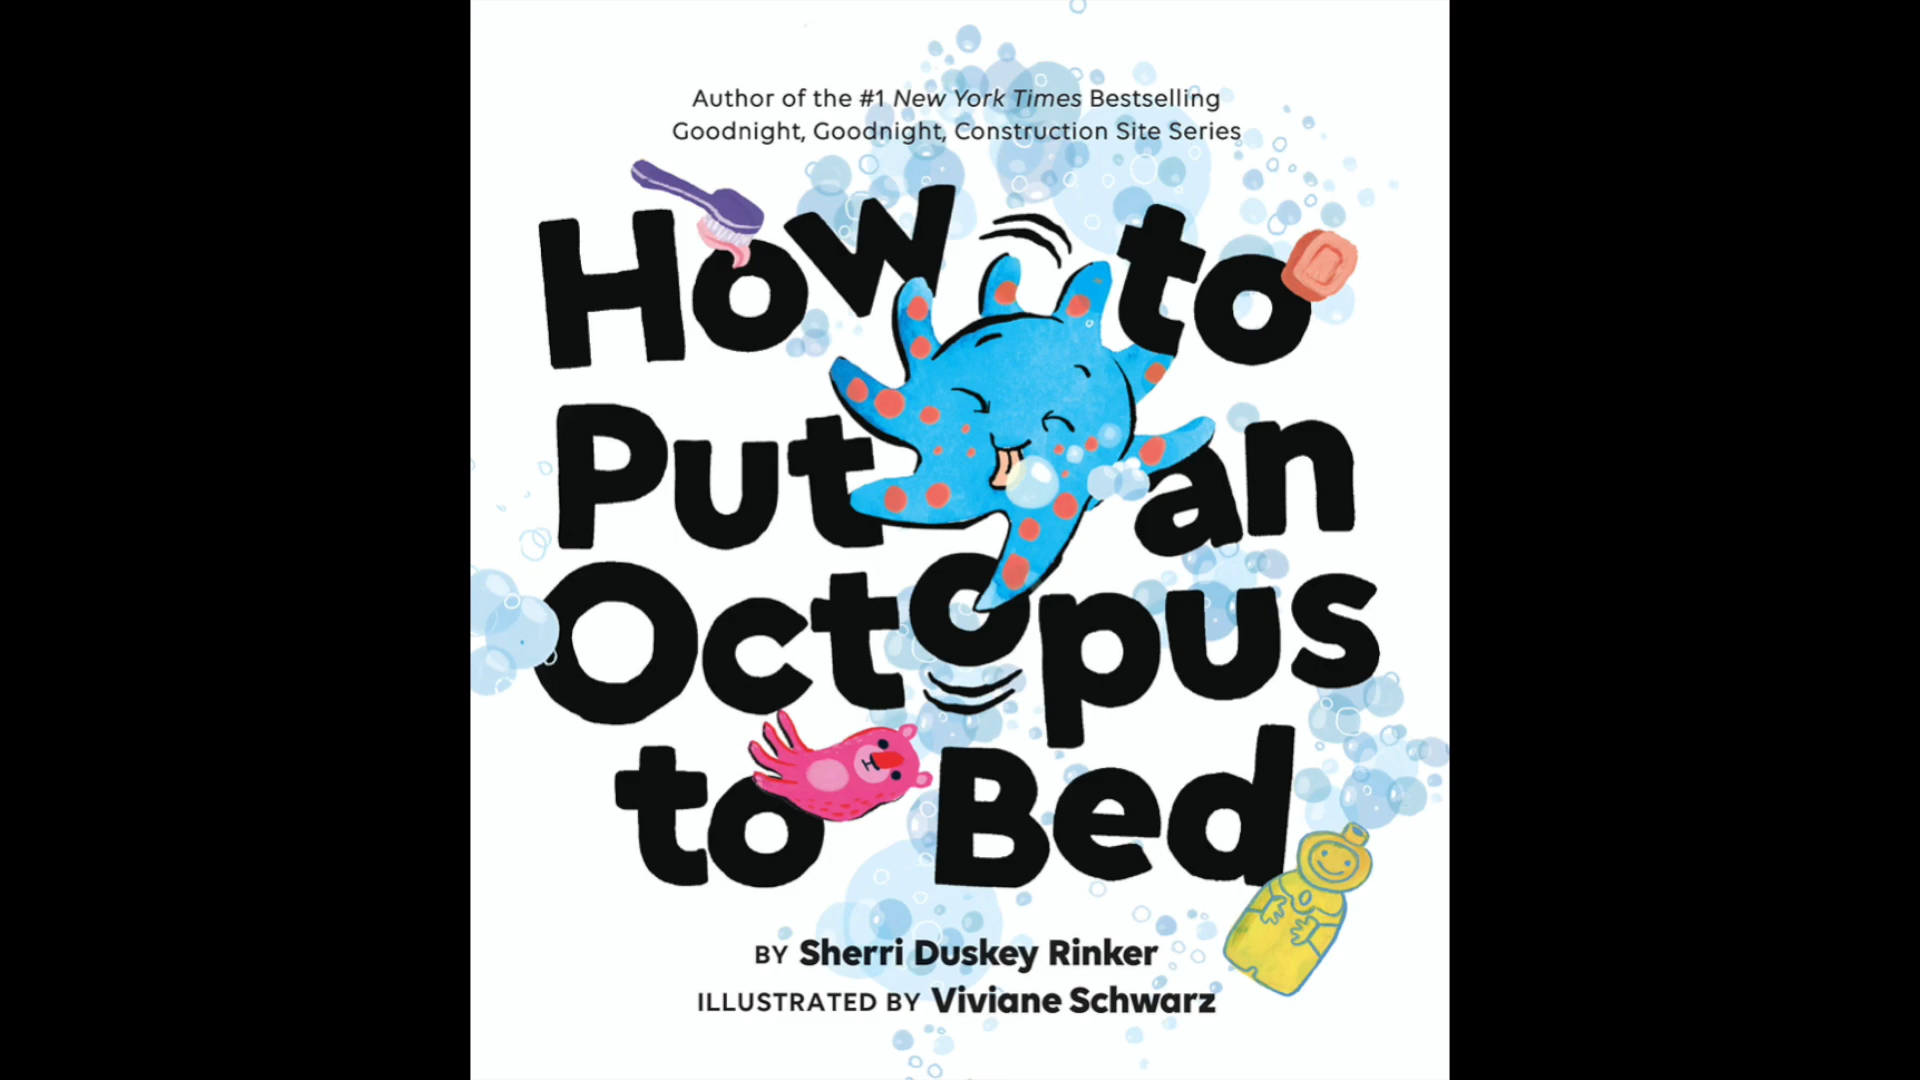 Author of the #1 New York Times Bestselling
Goodnight, Goodnight, Construction Site Series
How to
Put an
Octopus
to Bed
BY Sherri Duskey Rinker
ILLUSTRATED BY Viviane Schwarz